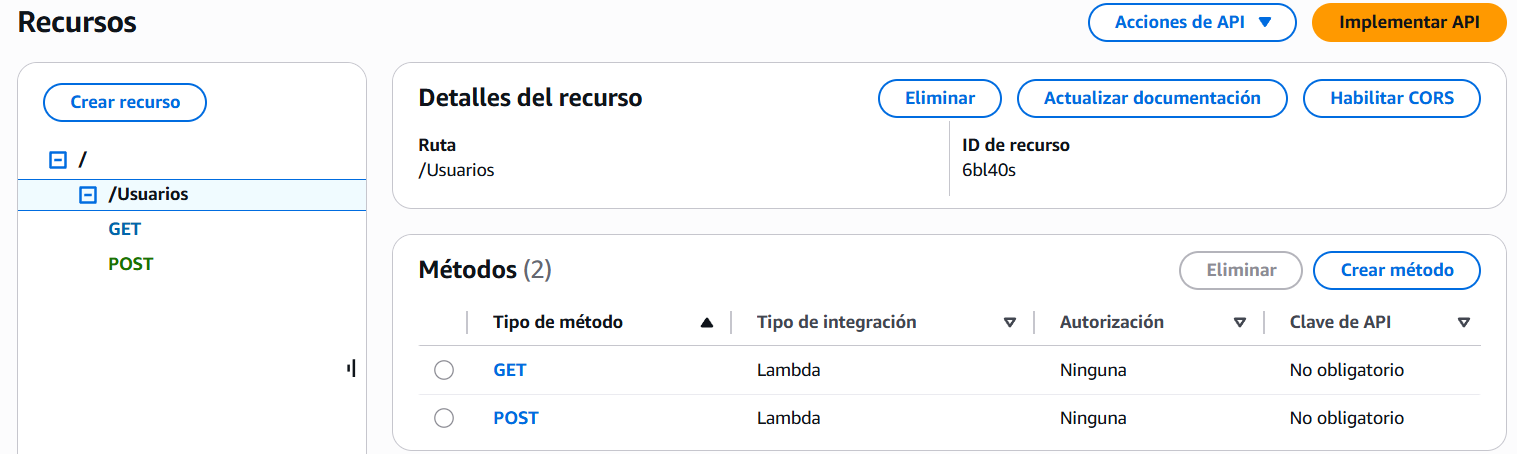 Recursos
Acciones de API
Implementar API
Crear recurso
/
/Usuarios
GET
POST
Detalles del recurso
Eliminar
Actualizar documentación
Habilitar CORS
Ruta
/Usuarios
ID de recurso
6bl40s
Métodos (2)
Eliminar
Crear método
Tipo de método
Tipo de integración
Autorización
Clave de API
GET
Lambda
Ninguna
No obligatorio
POST
Lambda
Ninguna
No obligatorio